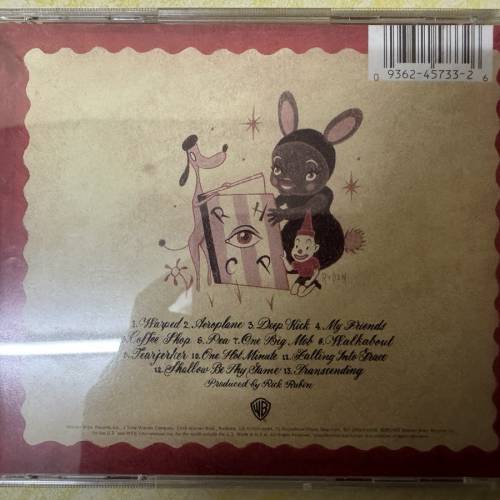 0 9362-45733-2 6
R H
C P
RYDEN
1. Warped 2. Aeroplane 3. Deep Kick 4. My Friends
5. Coffee Shop 6. Pea 7. One Big Mob 8. Walkabout
9. Tearjerker 10. One Hot Minute 11. Falling Into Grace
12. Shallow Be Thy Game 13. Transcending
Produced by Rick Rubin
WB